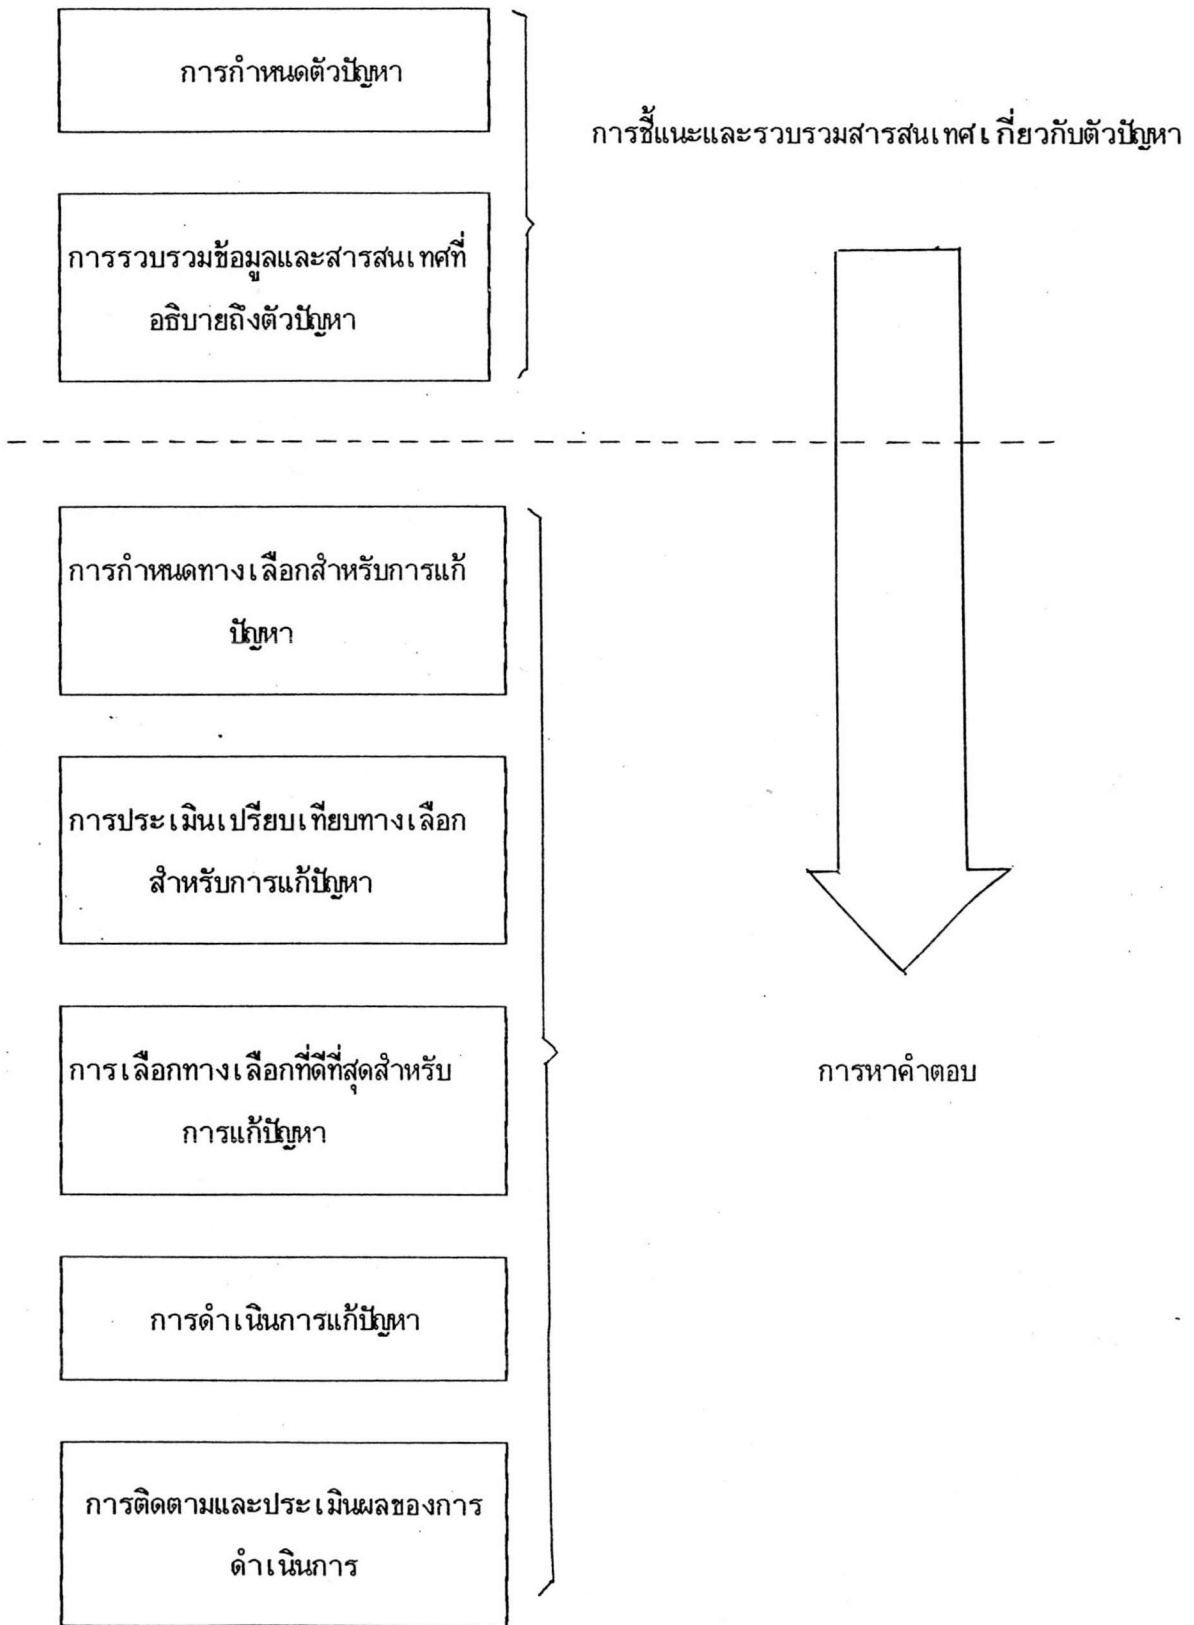 การกำหนดตัวปัญหา
การชี้แนะและรวบรวมสารสนเทศเกี่ยวกับตัวปัญหา
การรวบรวมข้อมูลและสารสนเทศที่
อธิบายถึงตัวปัญหา
การกำหนดทางเลือกสำหรับการแก้
ปัญหา
การประเมินเปรียบเทียบทางเลือก
สำหรับการแก้ปัญหา
การเลือกทางเลือกที่ดีที่สุดสำหรับ
การแก้ปัญหา
การหาคำตอบ
การดำเนินการแก้ปัญหา
การติดตามและประเมินผลของการ
ดำเนินการ